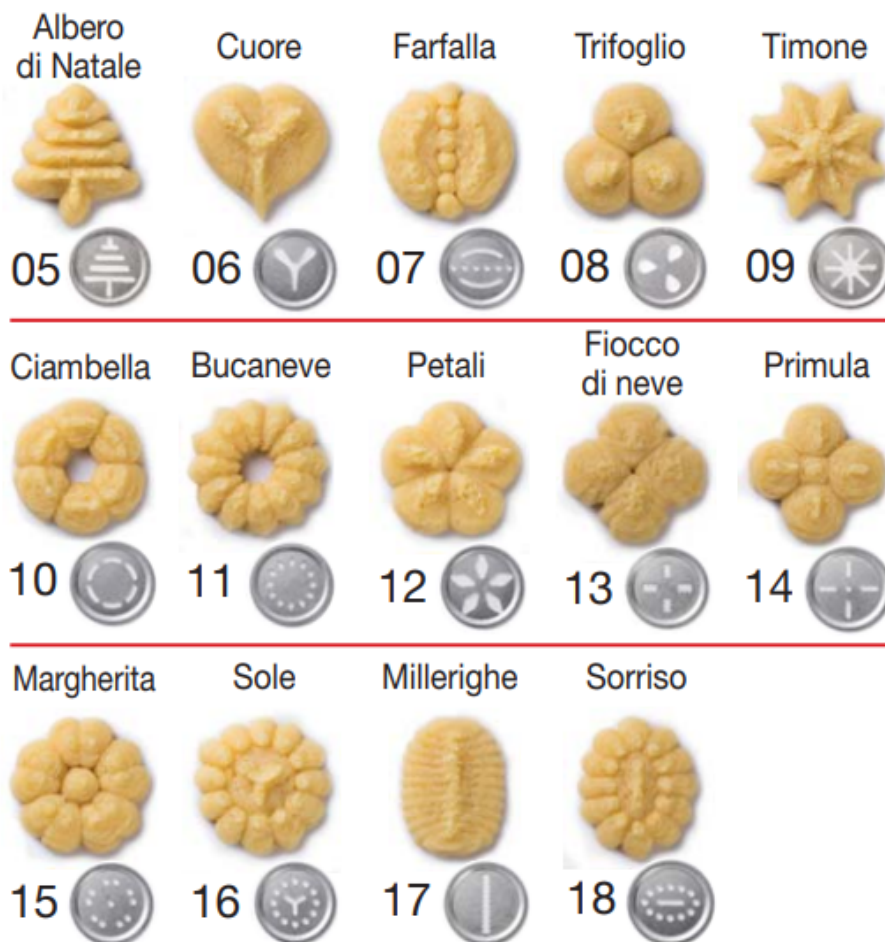 Albero
di Natale
Cuore
Farfalla
Trifoglio
Timone
05
06
07
08
09
Ciambella
Bucaneve
Petali
Fiocco
di neve
Primula
10
11
12
13
14
Margherita
Sole
Millerighe
Sorriso
15
16
17
18